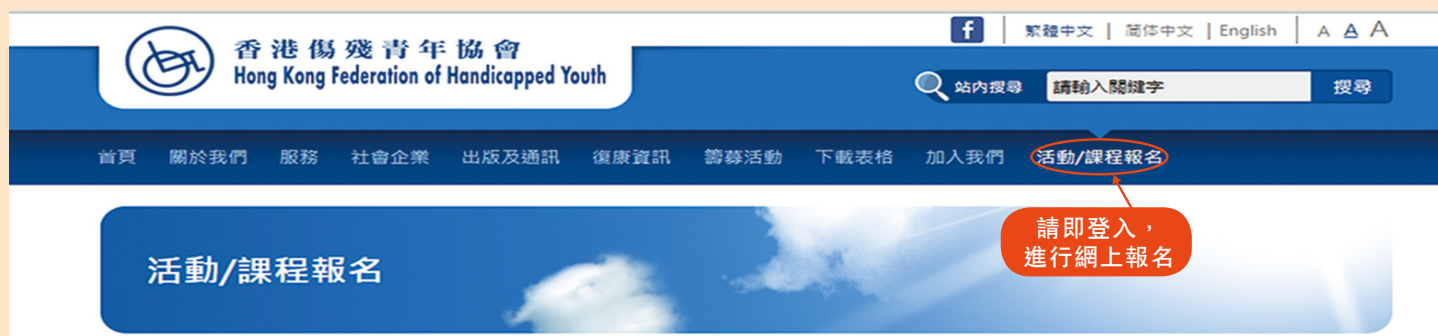 f | 繁體中文 | 简体中文 | English | A A A
香港傷殘青年協會
Hong Kong Federation of Handicapped Youth
站內搜尋 請輸入關鍵字 搜尋
首頁 關於我們 服務 社會企業 出版及通訊 復康資訊 籌募活動 下載表格 加入我們 活動/課程報名
請即登入，
進行網上報名
活動/課程報名